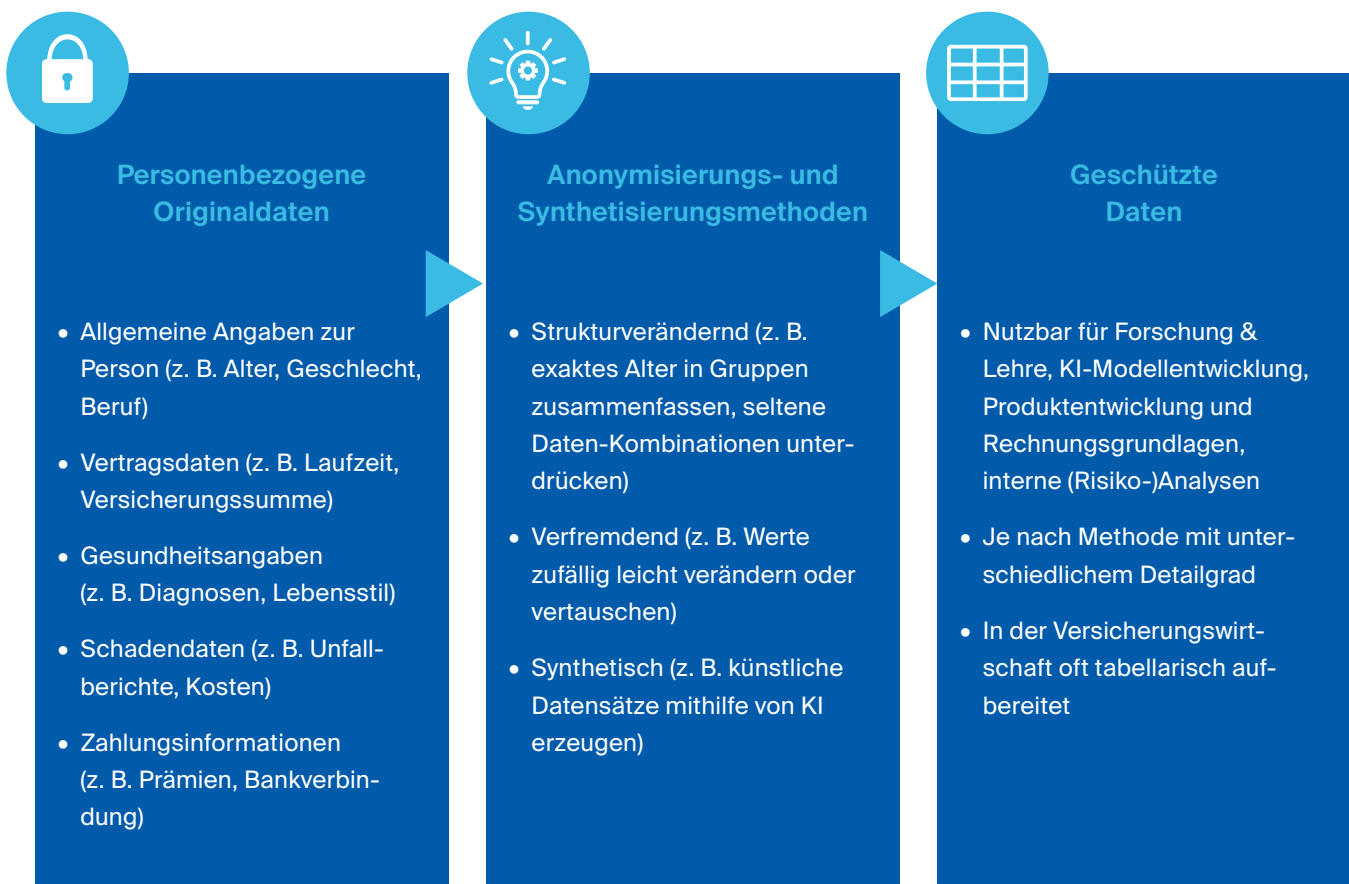 Personenbezogene
Originaldaten
• Allgemeine Angaben zur
Person (z. B. Alter, Geschlecht,
Beruf)
• Vertragsdaten (z. B. Laufzeit,
Versicherungssumme)
• Gesundheitsangaben
(z. B. Diagnosen, Lebensstil)
• Schadendaten (z. B. Unfall-
berichte, Kosten)
• Zahlungsinformationen
(z. B. Prämien, Bankverbin-
dung)
Anonymisierungs- und
Synthetisierungsmethoden
• Strukturverändernd (z. B.
exaktes Alter in Gruppen
zusammenfassen, seltene
Daten-Kombinationen unter-
drücken)
• Verfremdend (z. B. Werte
zufällig leicht verändern oder
vertauschen)
• Synthetisch (z. B. künstliche
Datensätze mithilfe von KI
erzeugen)
Geschützte
Daten
• Nutzbar für Forschung &
Lehre, KI-Modellentwicklung,
Produktentwicklung und
Rechnungsgrundlagen,
interne (Risiko-)Analysen
• Je nach Methode mit unter-
schiedlichem Detailgrad
• In der Versicherungswirt-
schaft oft tabellarisch auf-
bereitet